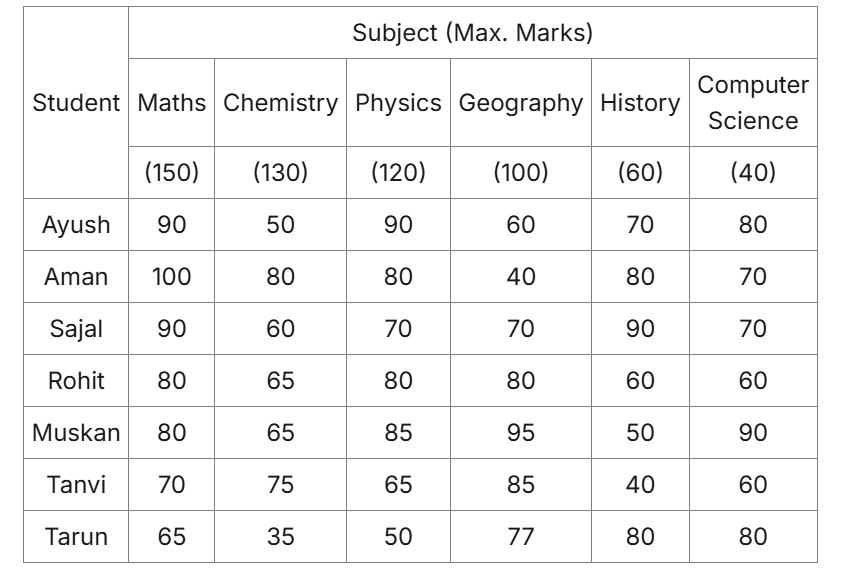 Subject (Max. Marks)
Student Maths Chemistry Physics Geography History Computer Science
(150) (130) (120) (100) (60) (40)
Ayush 90 50 90 60 70 80
Aman 100 80 80 40 80 70
Sajal 90 60 70 70 90 70
Rohit 80 65 80 80 60 60
Muskan 80 65 85 95 50 90
Tanvi 70 75 65 85 40 60
Tarun 65 35 50 77 80 80